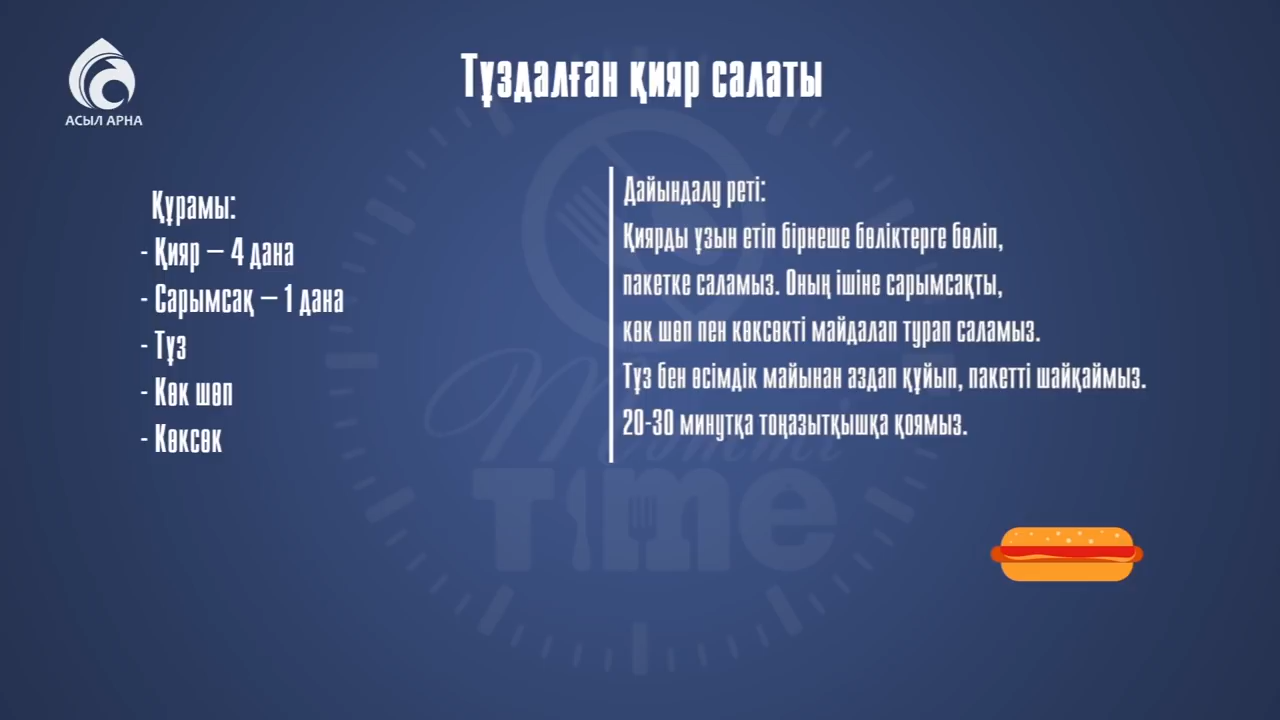 АСЫЛ АРНА
Тұздалған қияр салаты
Құрамы:
- Қияр – 4 дана
- Сарымсақ – 1 дана
- Тұз
- Көк шөп
- Көксөк
Дайындалу реті:
Қиярды ұзын етіп бірнеше бөліктерге бөліп,
пакетке саламыз. Оның ішіне сарымсақты,
көк шөп пен көксөкті майдалап турап саламыз.
Тұз бен өсімдік майынан аздап құйып, пакетті шайқаймыз.
20-30 минутқа тоңазытқышқа қоямыз.
Тәтті
Time